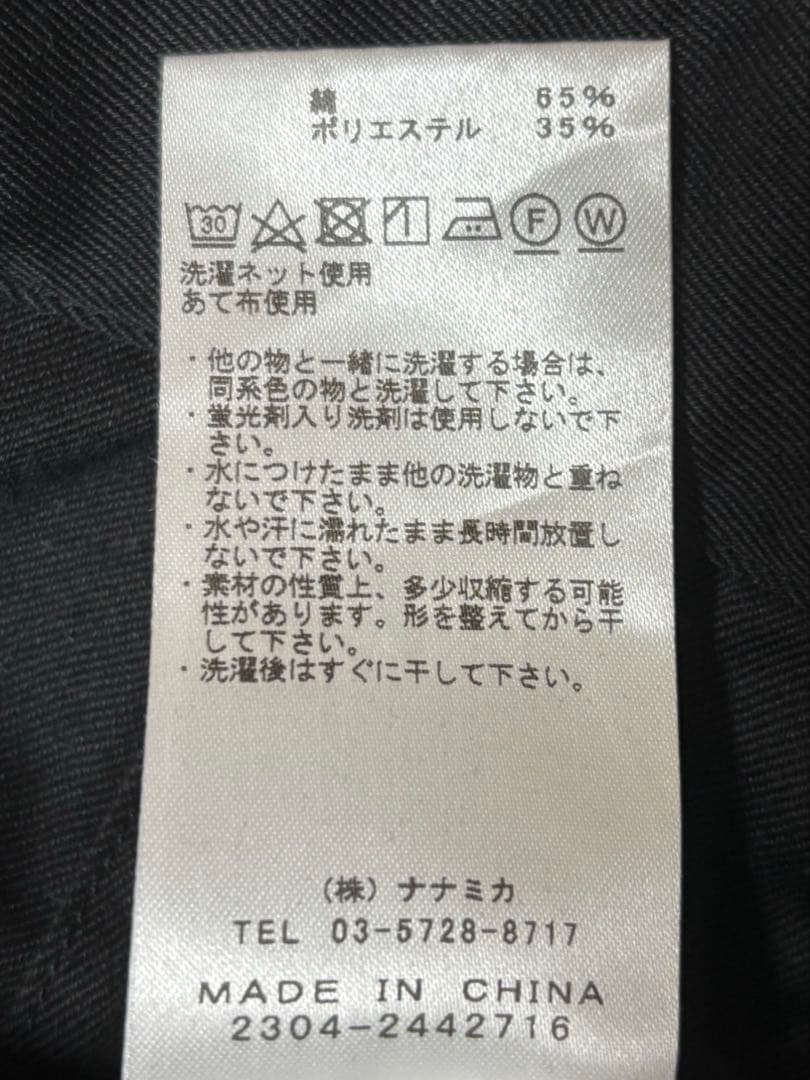 綿 65%
ポリエステル 35%
30 F W
洗濯ネット使用
あて布使用
・他の物と一緒に洗濯する場合は、
同系色の物と洗濯して下さい。
・蛍光剤入り洗剤は使用しないで下
さい。
・水につけたまま他の洗濯物と重ね
ないで下さい。
・水や汗に濡れたまま長時間放置し
ないで下さい。
・素材の性質上、多少収縮する可能
性があります。形を整えてから干
して下さい。
・洗濯後はすぐに干して下さい。
(株)ナナミカ
TEL 03-5728-8717
MADE IN CHINA
2304-2442716